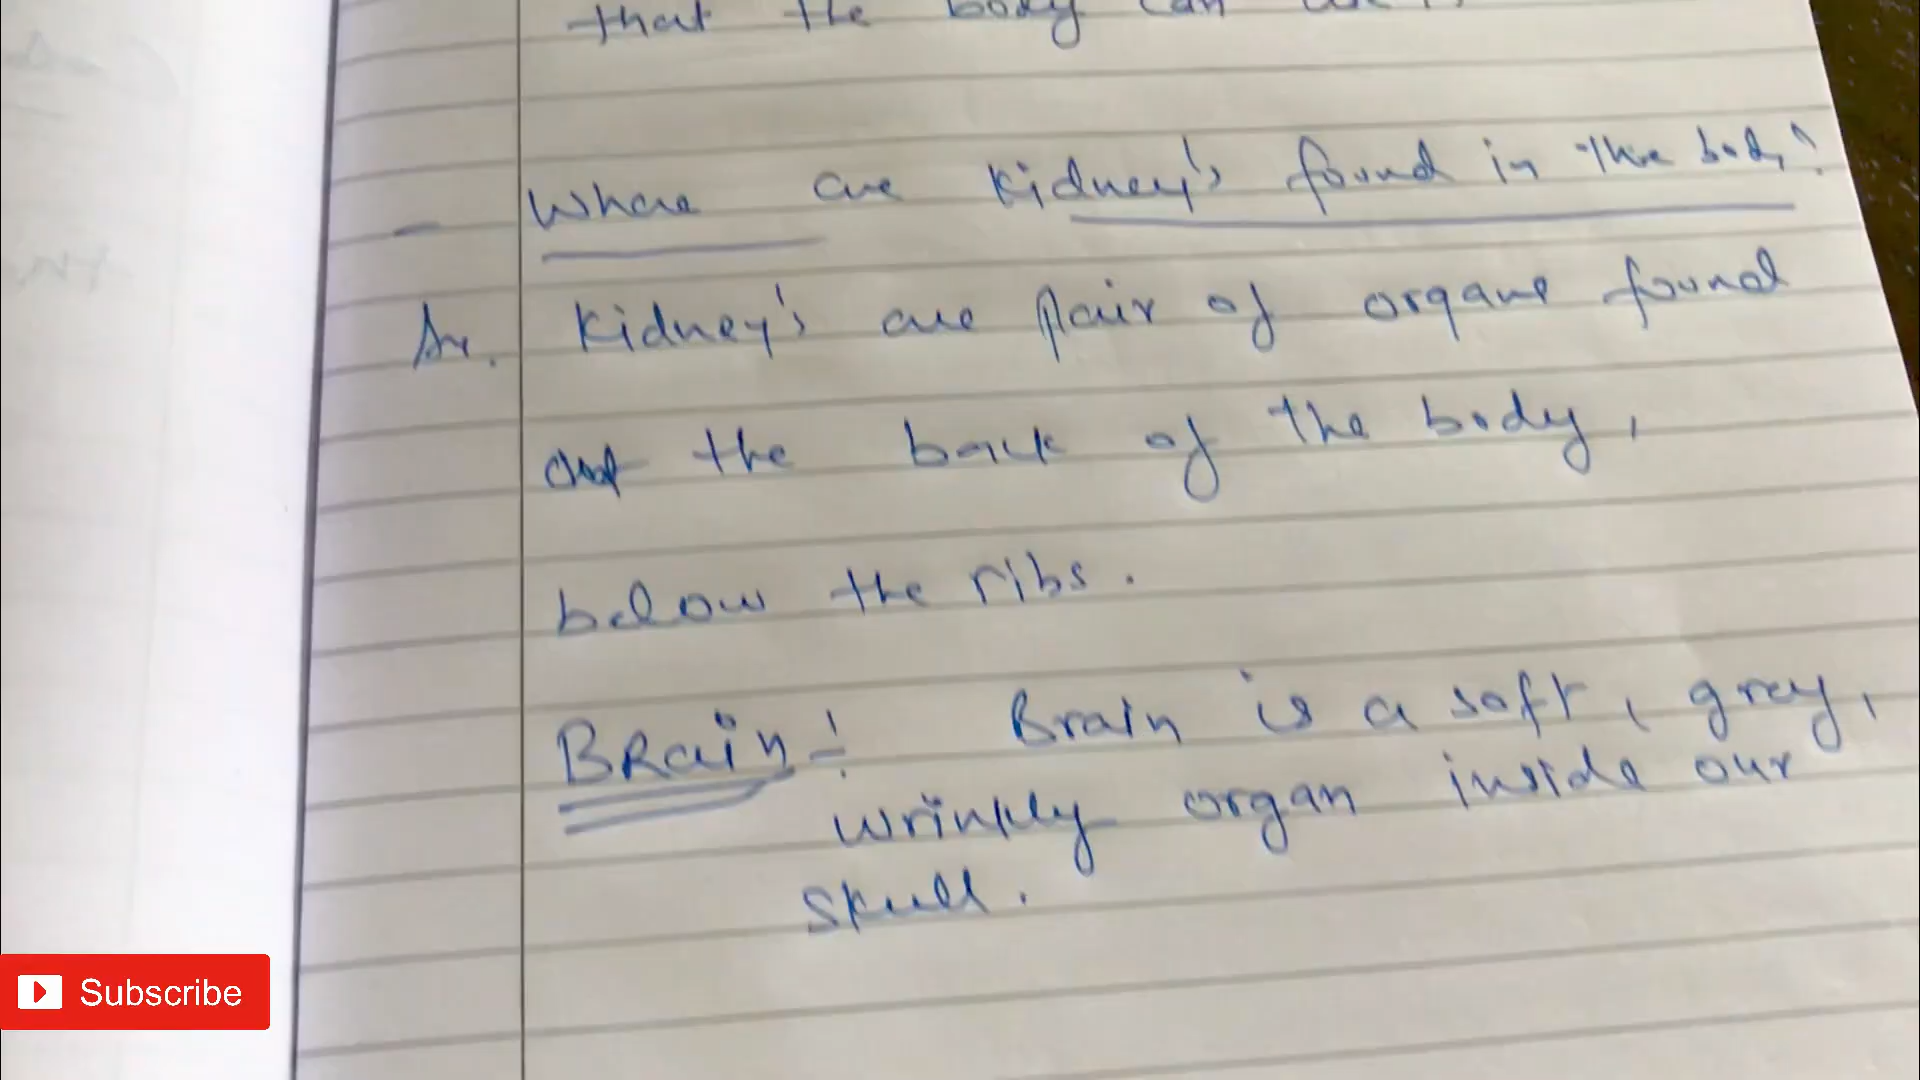 that the body can
- Where are kidney's found in the body?
Ans. Kidney's are pair of organs found
at the back of the body,
below the ribs.
BRain :- Brain is a soft, grey,
wrinkly organ inside our
skull.
Subscribe